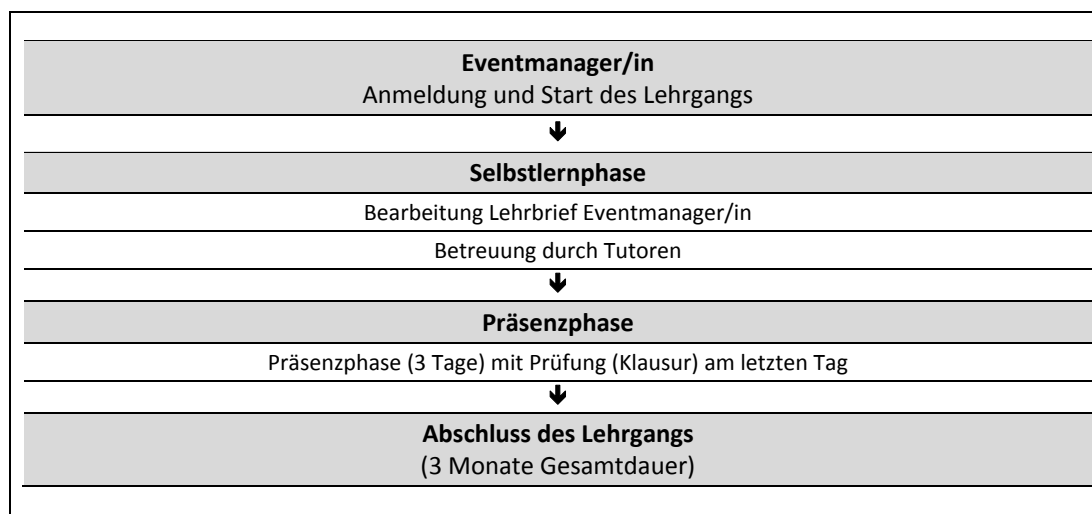 Eventmanager/in
Anmeldung und Start des Lehrgangs
🡻
Selbstlernphase
Bearbeitung Lehrbrief Eventmanager/in
Betreuung durch Tutoren
🡻
Präsenzphase
Präsenzphase (3 Tage) mit Prüfung (Klausur) am letzten Tag
🡻
Abschluss des Lehrgangs
(3 Monate Gesamtdauer)